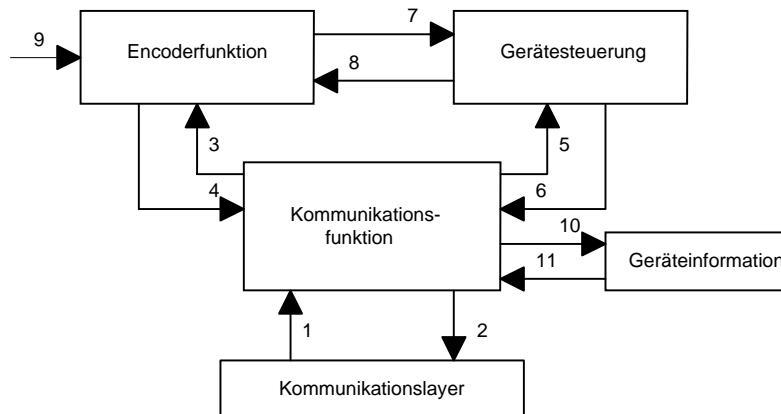 9
Encoderfunktion
7
8
Gerätesteuerung
3
5
4
6
Kommunikations-
funktion
10
11
Geräteinformation
1
2
Kommunikationslayer